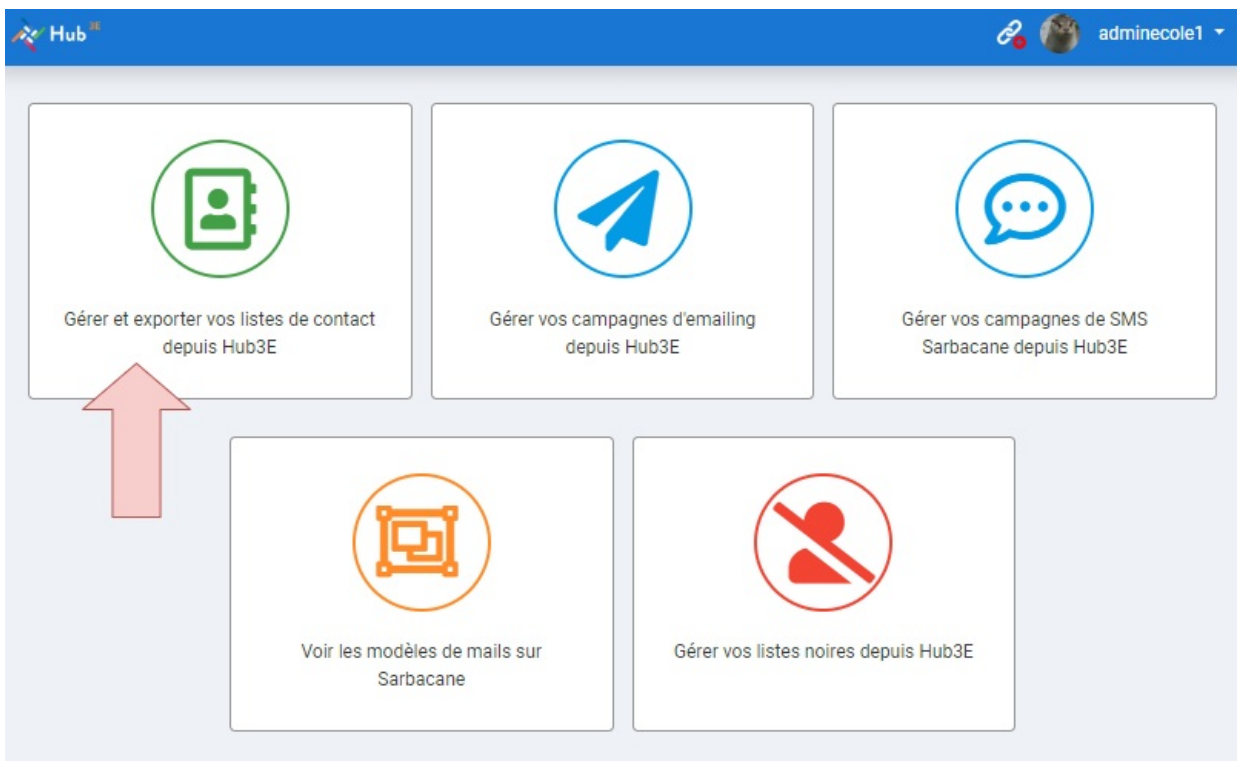 Hub 3E
adminecole1
Gérer et exporter vos listes de contact
depuis Hub3E
Gérer vos campagnes d'emailing
depuis Hub3E
Gérer vos campagnes de SMS
Sarbacane depuis Hub3E
Voir les modèles de mails sur
Sarbacane
Gérer vos listes noires depuis Hub3E